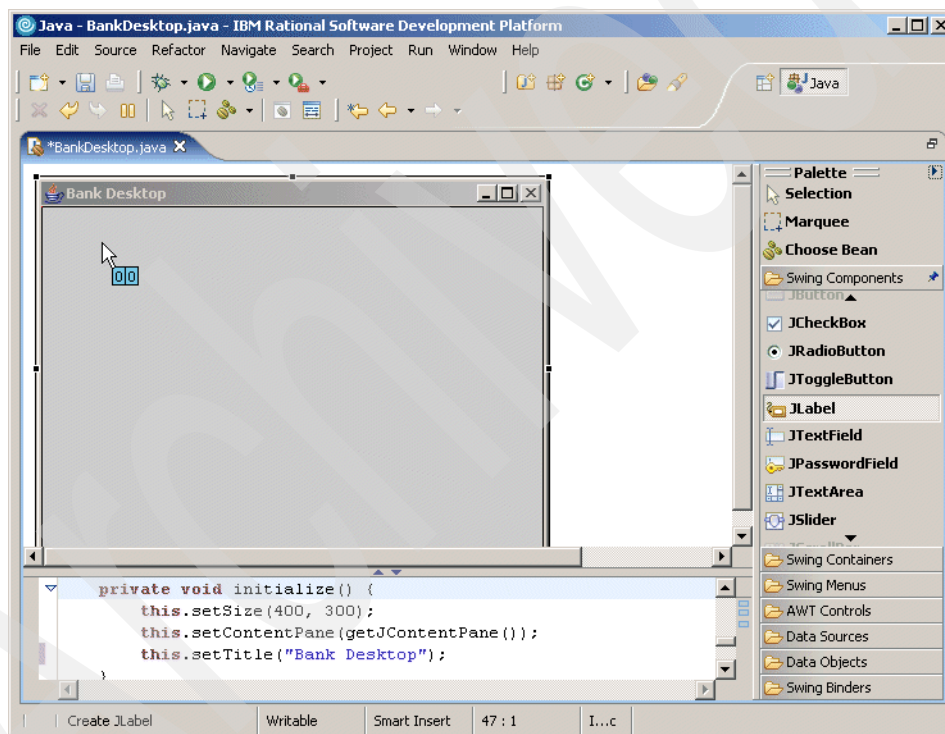 Java - BankDesktop.java - IBM Rational Software Development Platform
File Edit Source Refactor Navigate Search Project Run Window Help
Java
*BankDesktop.java
Bank Desktop
0 0
Palette
Selection
Marquee
Choose Bean
Swing Components
JButton
JCheckBox
JRadioButton
JToggleButton
JLabel
JTextField
JPasswordField
JTextArea
JSlider
Swing Containers
Swing Menus
AWT Controls
Data Sources
Data Objects
Swing Binders
private void initialize() {
this.setSize(400, 300);
this.setContentPane(getJContentPane());
this.setTitle("Bank Desktop");
}
Create JLabel Writable Smart Insert 47 : 1 I...c